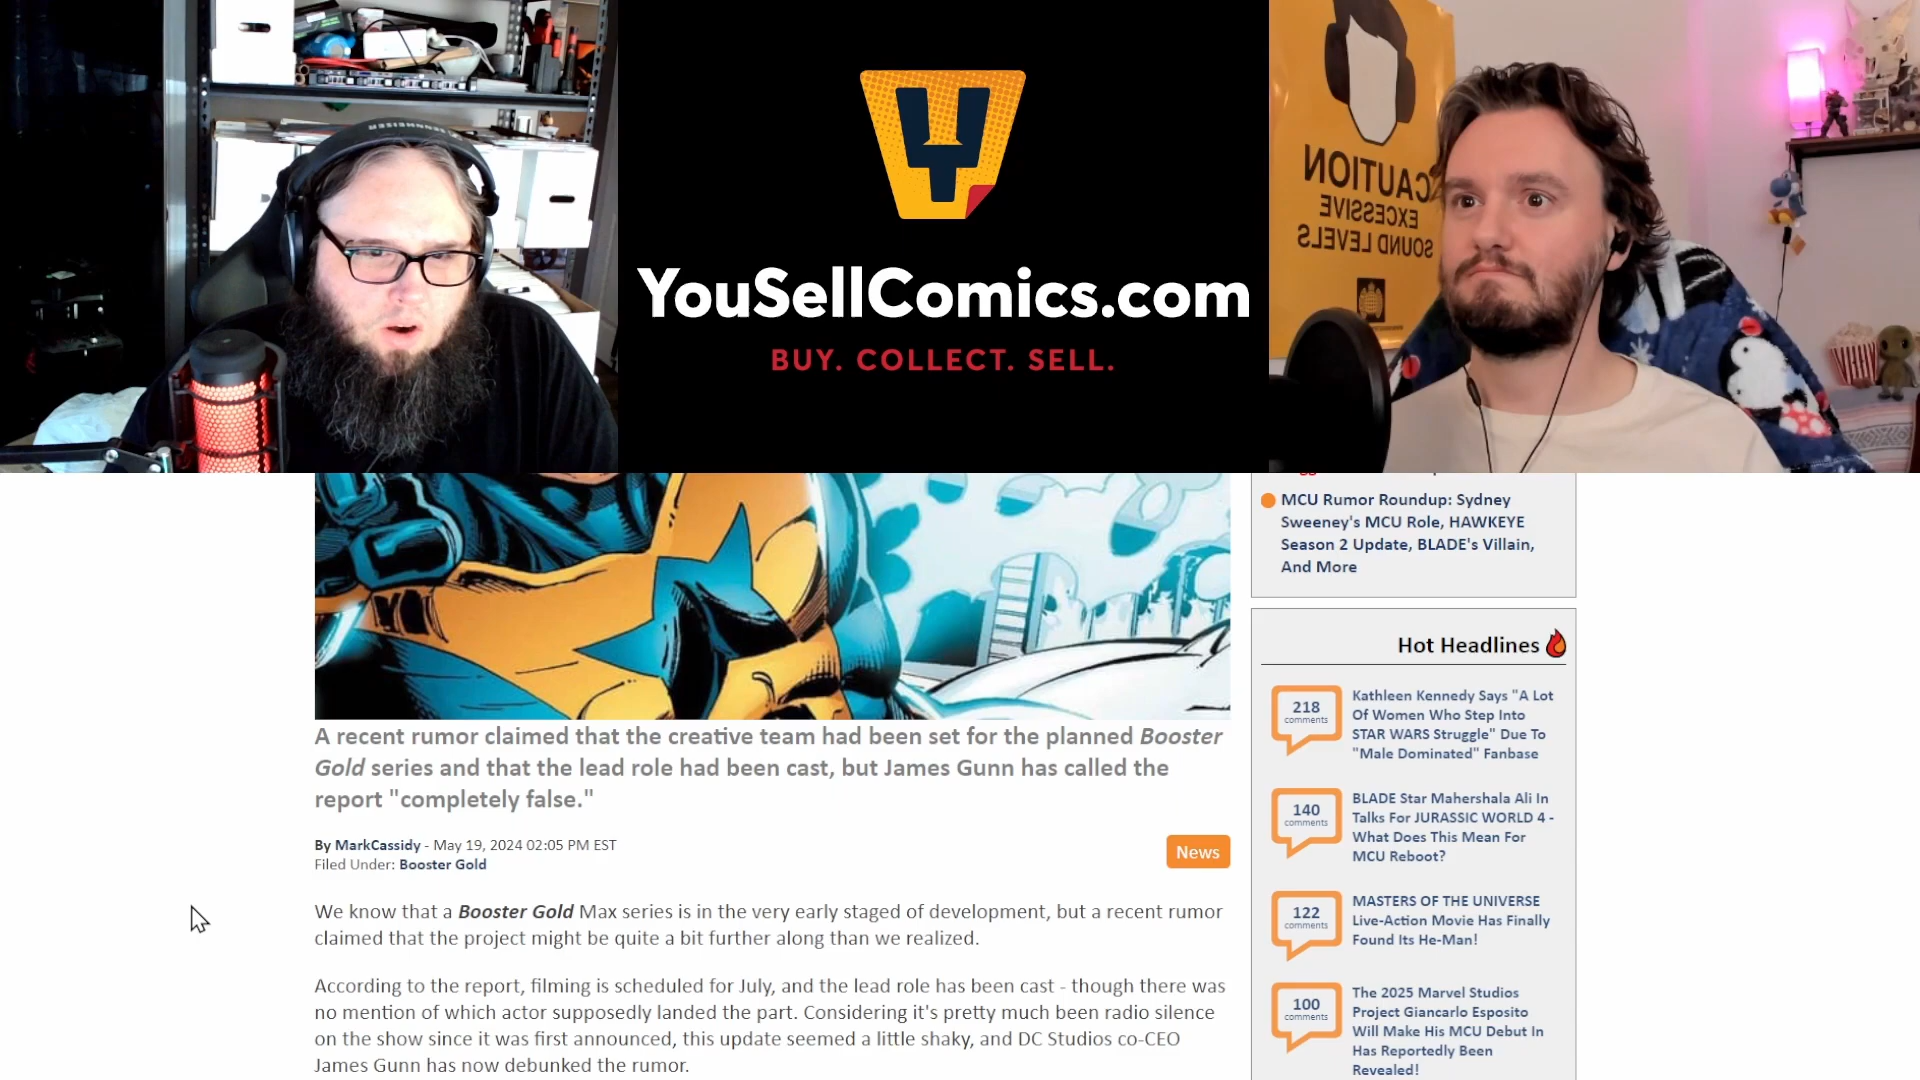 SENNHEISER
YouSellComics.com
BUY. COLLECT. SELL.
CAUTION
EXCESSIVE
SOUND LEVELS
A recent rumor claimed that the creative team had been set for the planned Booster
Gold series and that the lead role had been cast, but James Gunn has called the
report "completely false."
By MarkCassidy - May 19, 2024 02:05 PM EST
Filed Under: Booster Gold
News
We know that a Booster Gold Max series is in the very early staged of development, but a recent rumor
claimed that the project might be quite a bit further along than we realized.
According to the report, filming is scheduled for July, and the lead role has been cast - though there was
no mention of which actor supposedly landed the part. Considering it's pretty much been radio silence
on the show since it was first announced, this update seemed a little shaky, and DC Studios co-CEO
James Gunn has now debunked the rumor.
MCU Rumor Roundup: Sydney
Sweeney's MCU Role, HAWKEYE
Season 2 Update, BLADE's Villain,
And More
Hot Headlines
218
comments
Kathleen Kennedy Says "A Lot
Of Women Who Step Into
STAR WARS Struggle" Due To
"Male Dominated" Fanbase
140
comments
BLADE Star Mahershala Ali In
Talks For JURASSIC WORLD 4 -
What Does This Mean For
MCU Reboot?
122
comments
MASTERS OF THE UNIVERSE
Live-Action Movie Has Finally
Found Its He-Man!
100
comments
The 2025 Marvel Studios
Project Giancarlo Esposito
Will Make His MCU Debut In
Has Reportedly Been
Revealed!